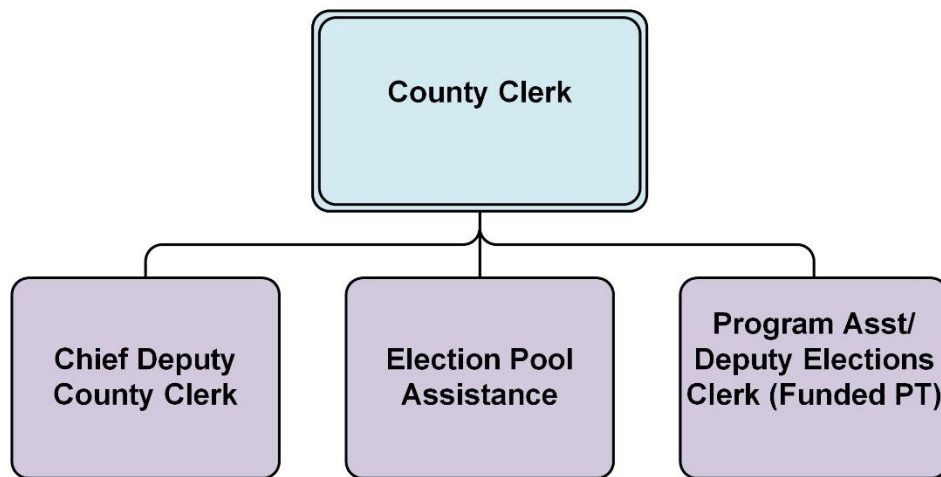 County Clerk
Chief Deputy
County Clerk
Election Pool
Assistance
Program Asst/
Deputy Elections
Clerk (Funded PT)